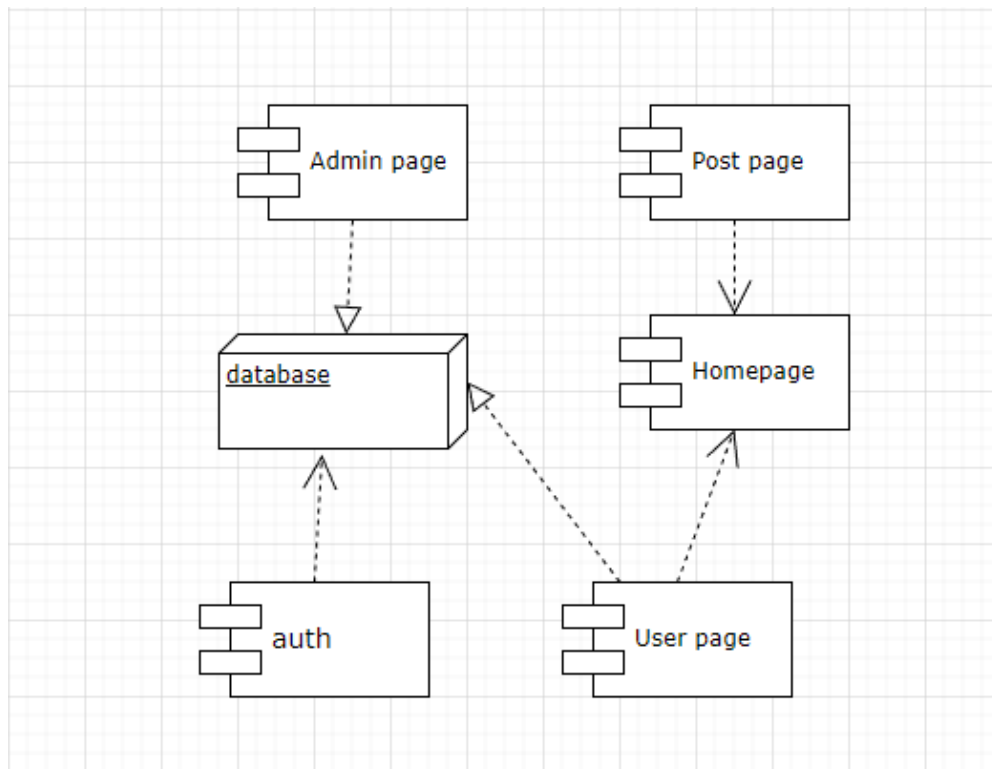 Admin page
Post page
database
Homepage
auth
User page